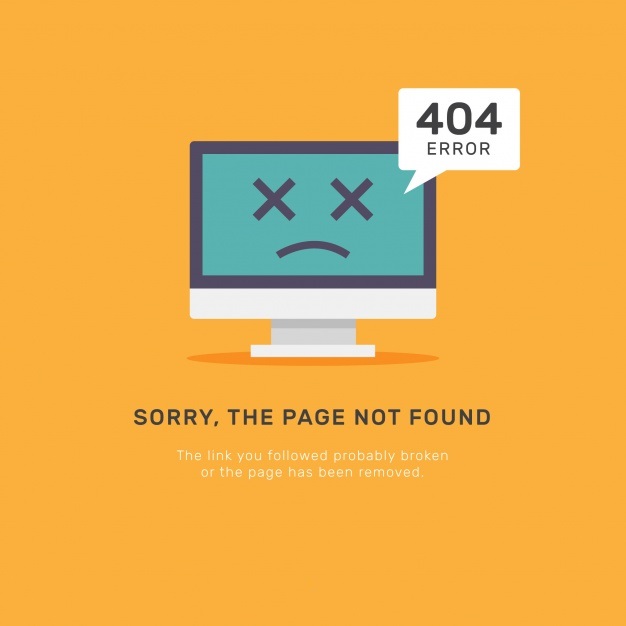 404
ERROR
SORRY, THE PAGE NOT FOUND
The link you followed probably broken
or the page has been removed.